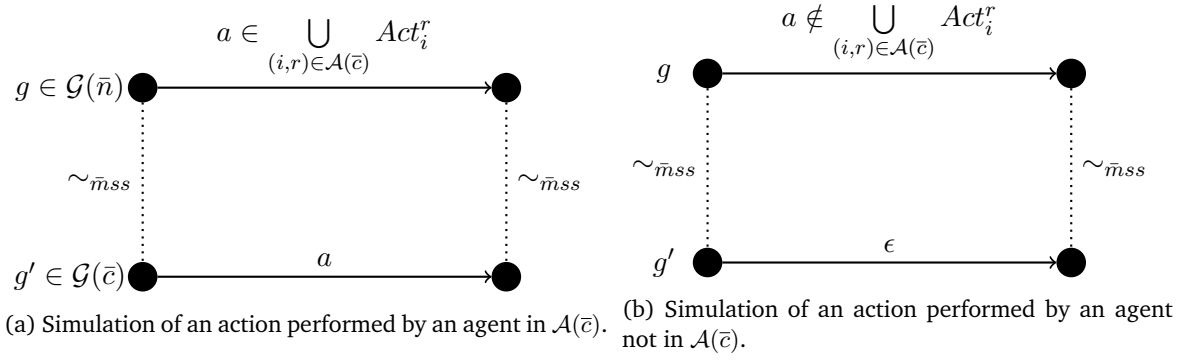 a ∈ ⋃_{(i,r)∈𝒜(c̄)} Act_i^r
g ∈ 𝒢(n̄)
∼_{m̄ss} ∼_{m̄ss}
a
g′ ∈ 𝒢(c̄)
(a) Simulation of an action performed by an agent in 𝒜(c̄).
a ∉ ⋃_{(i,r)∈𝒜(c̄)} Act_i^r
g
∼_{m̄ss} ∼_{m̄ss}
ϵ
g′
(b) Simulation of an action performed by an agent
not in 𝒜(c̄).